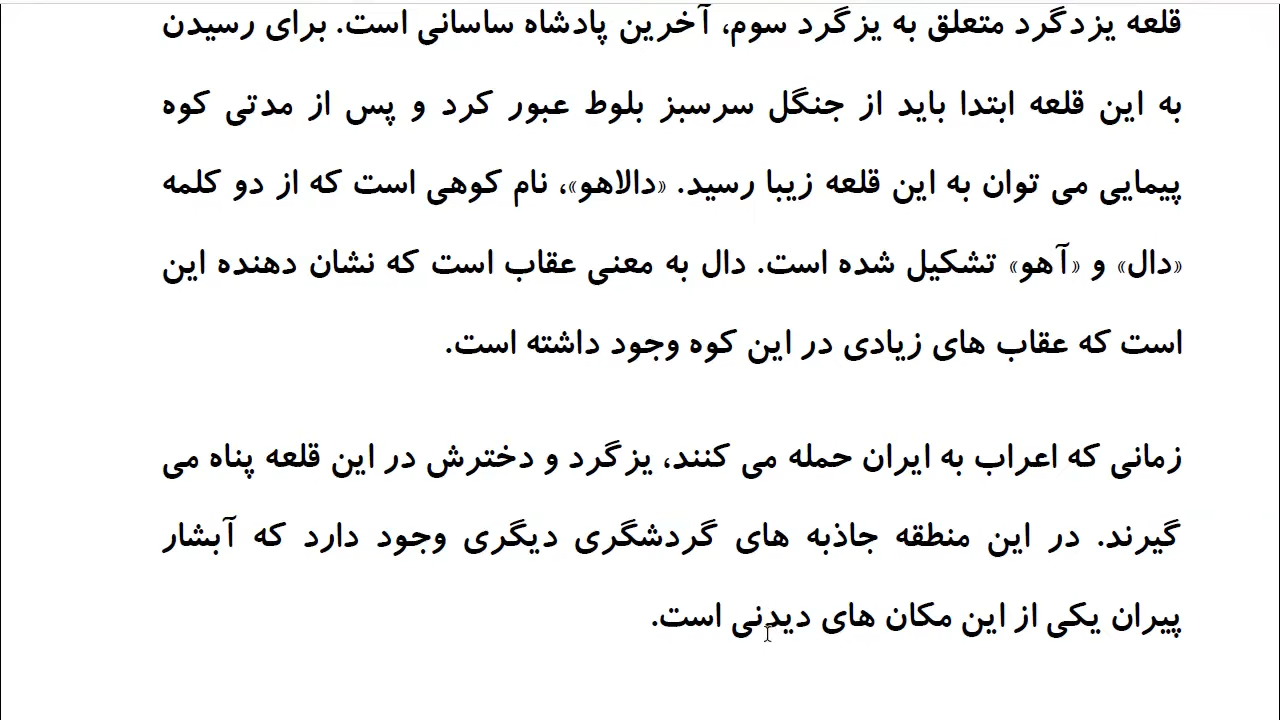 قلعه یزدگرد متعلق به یزگرد سوم، آخرین پادشاه ساسانی است. برای رسیدن
به این قلعه ابتدا باید از جنگل سرسبز بلوط عبور کرد و پس از مدتی کوه
پیمایی می توان به این قلعه زیبا رسید. «دالاهو»، نام کوهی است که از دو کلمه
«دال» و «آهو» تشکیل شده است. دال به معنی عقاب است که نشان دهنده این
است که عقاب های زیادی در این کوه وجود داشته است.
زمانی که اعراب به ایران حمله می کنند، یزگرد و دخترش در این قلعه پناه می
گیرند. در این منطقه جاذبه های گردشگری دیگری وجود دارد که آبشار
پیران یکی از این مکان های دیدنی است.